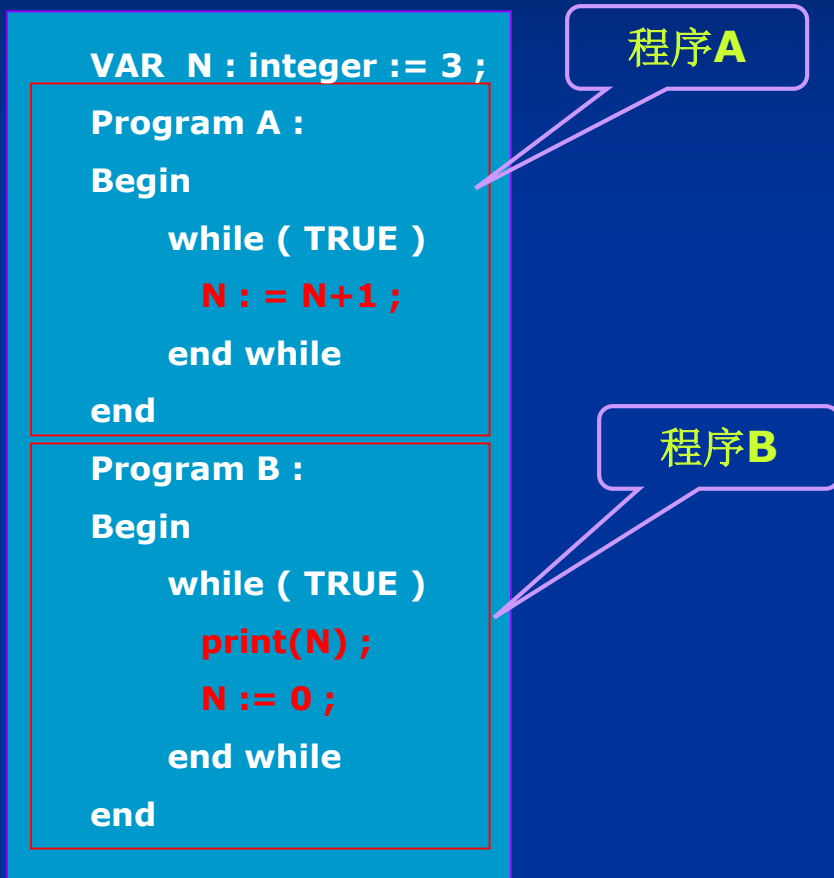 VAR N : integer := 3 ;
程序A
Program A :
Begin
while ( TRUE )
N : = N+1 ;
end while
end
程序B
Program B :
Begin
while ( TRUE )
print(N) ;
N := 0 ;
end while
end